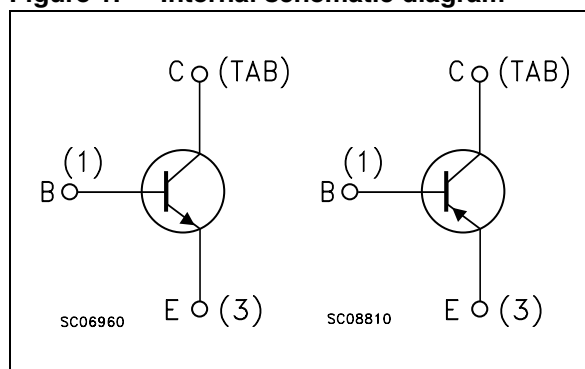 Figure 1. Internal schematic diagram
C (TAB) C (TAB)
(1) (1)
B B
E (3) E (3)
SC06960 SC08810